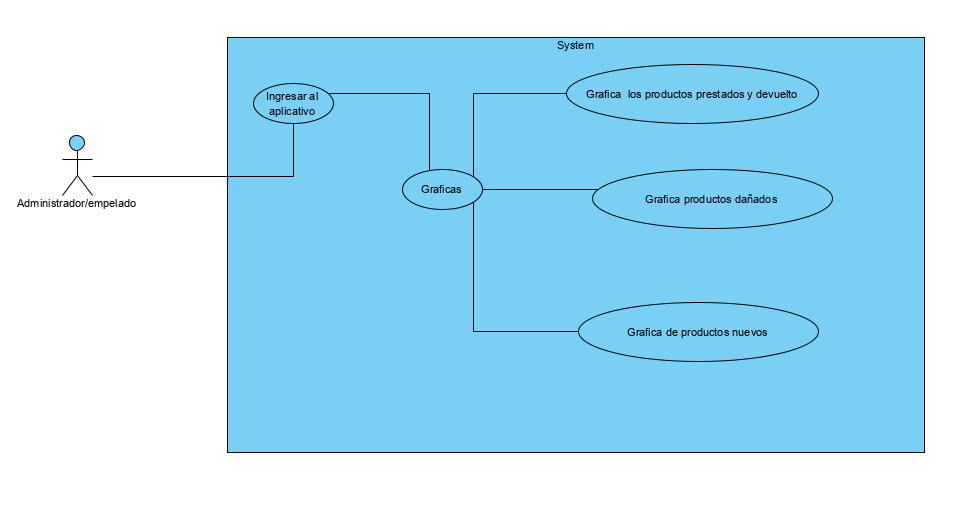 System
Ingresar al
aplicativo
Grafica los productos prestados y devuelto
Administrador/empelado
Graficas
Grafica productos dañados
Grafica de productos nuevos